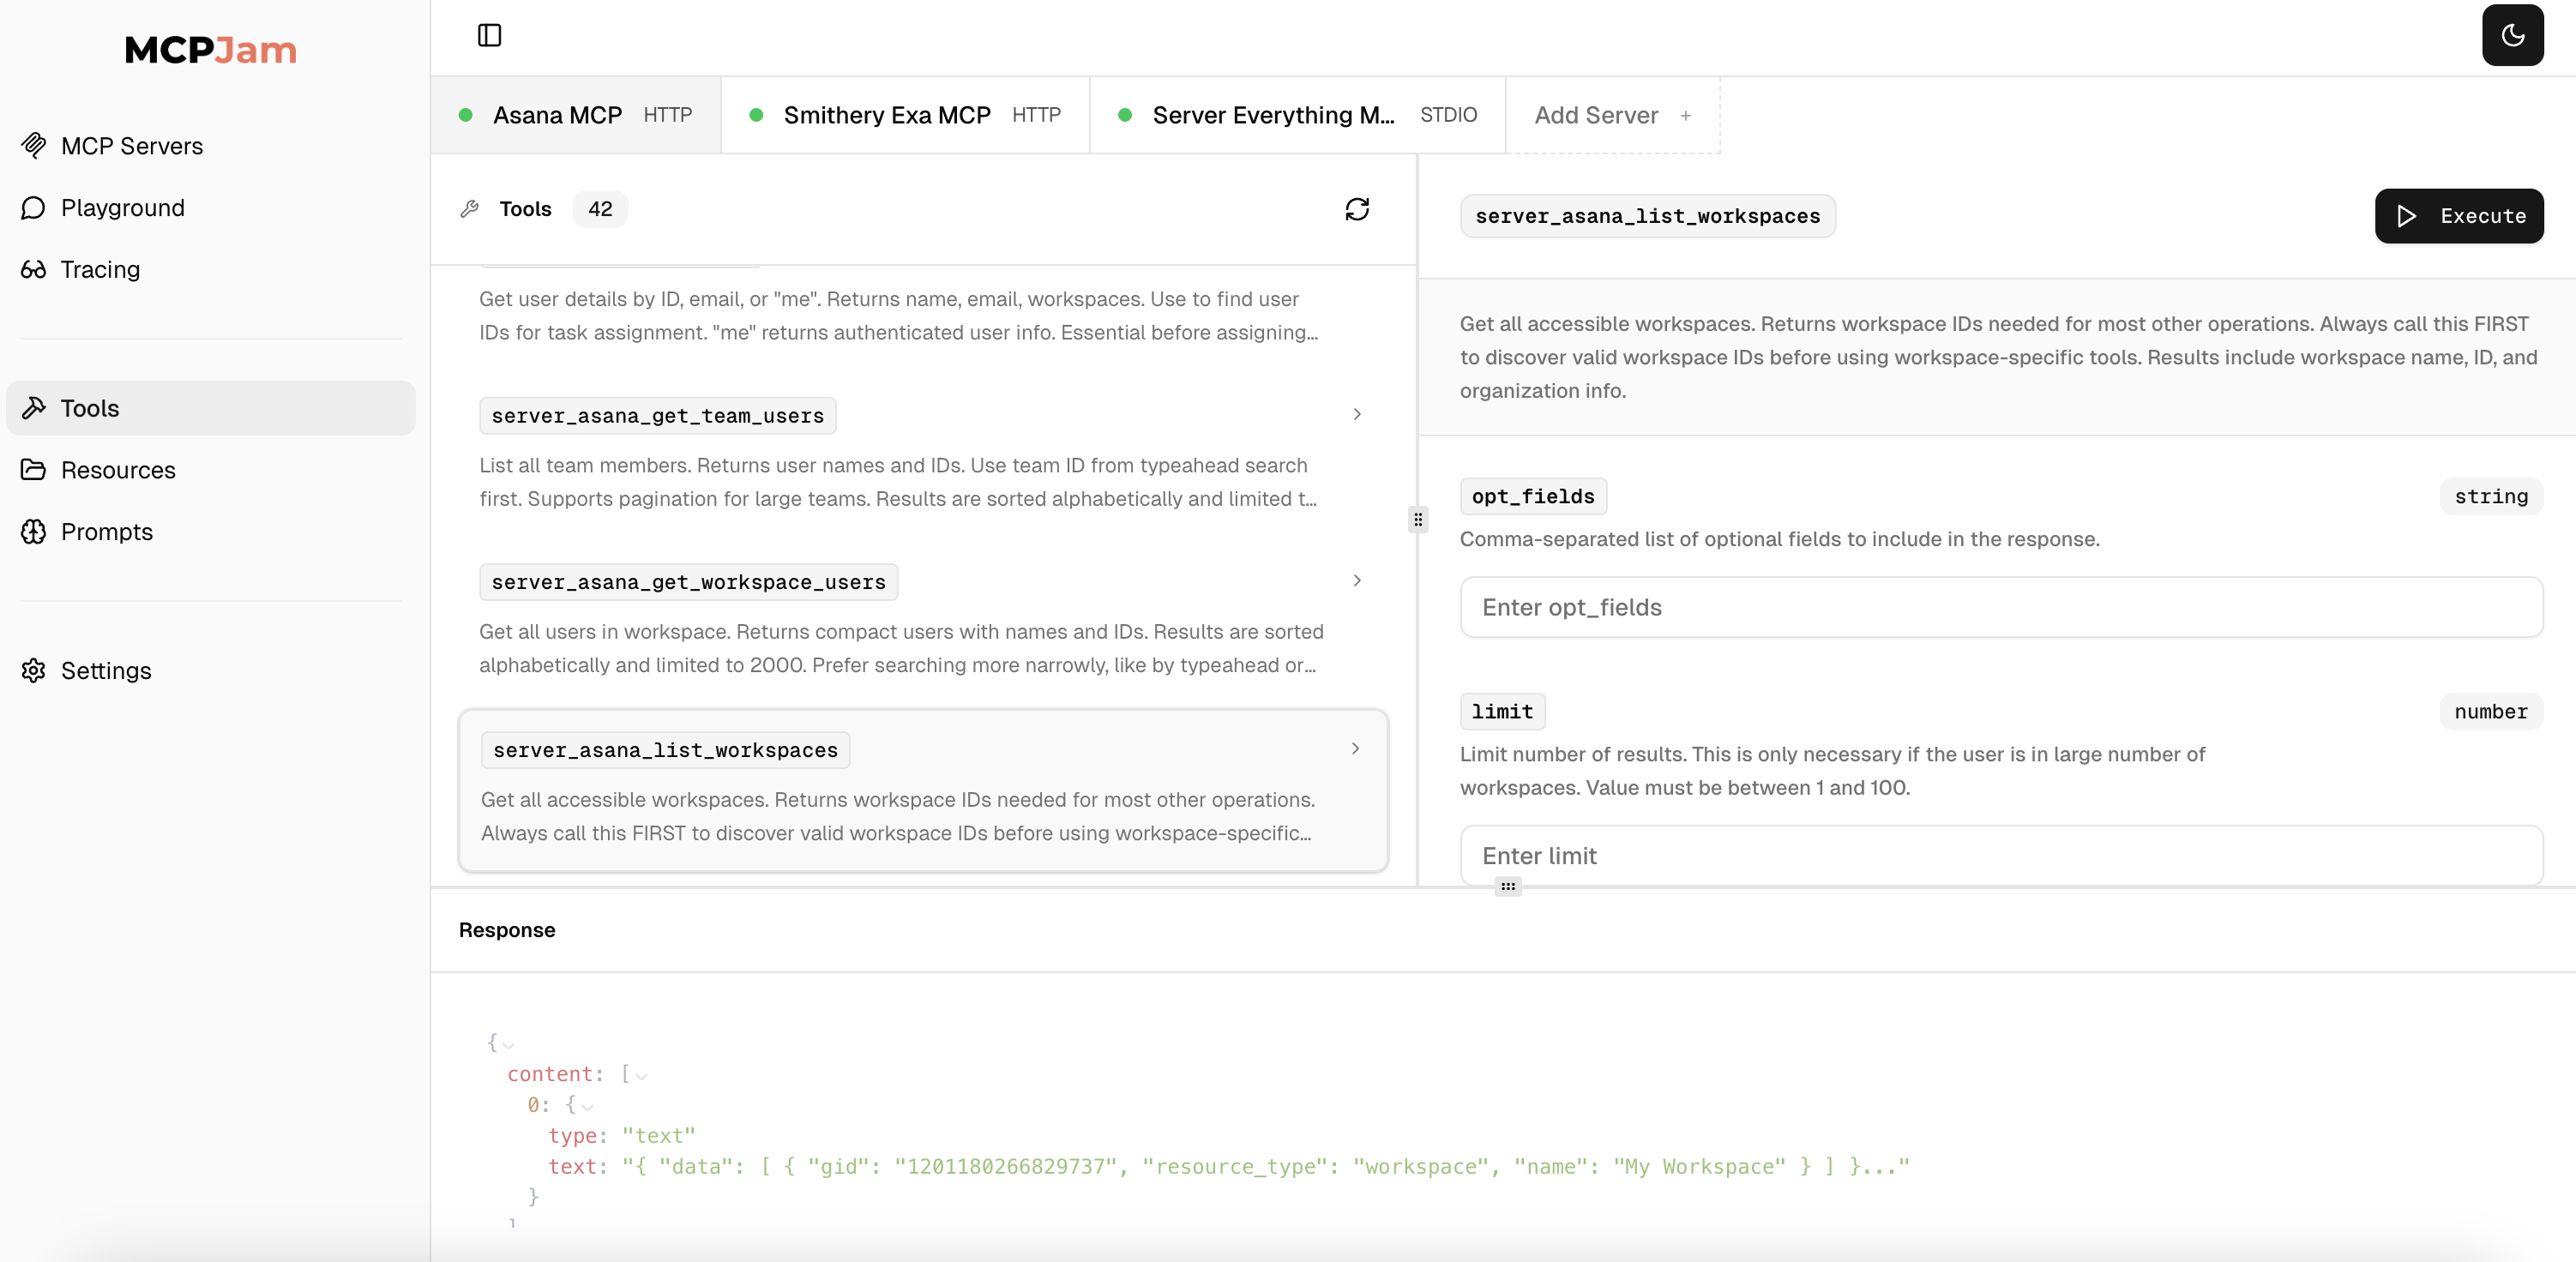 MCPJam
MCP Servers
Playground
Tracing
Tools
Resources
Prompts
Settings
Asana MCP HTTP
Smithery Exa MCP HTTP
Server Everything M... STDIO
Add Server +
Tools 42
Get user details by ID, email, or "me". Returns name, email, workspaces. Use to find user
IDs for task assignment. "me" returns authenticated user info. Essential before assigning...
server_asana_get_team_users
List all team members. Returns user names and IDs. Use team ID from typeahead search
first. Supports pagination for large teams. Results are sorted alphabetically and limited t...
server_asana_get_workspace_users
Get all users in workspace. Returns compact users with names and IDs. Results are sorted
alphabetically and limited to 2000. Prefer searching more narrowly, like by typeahead or...
server_asana_list_workspaces
Get all accessible workspaces. Returns workspace IDs needed for most other operations.
Always call this FIRST to discover valid workspace IDs before using workspace-specific...
server_asana_list_workspaces
Execute
Get all accessible workspaces. Returns workspace IDs needed for most other operations. Always call this FIRST
to discover valid workspace IDs before using workspace-specific tools. Results include workspace name, ID, and
organization info.
opt_fields string
Comma-separated list of optional fields to include in the response.
Enter opt_fields
limit number
Limit number of results. This is only necessary if the user is in large number of
workspaces. Value must be between 1 and 100.
Enter limit
Response
{
content: [
0: {
type: "text"
text: "{ "data": [ { "gid": "1201180266829737", "resource_type": "workspace", "name": "My Workspace" } ] }..."
}
]